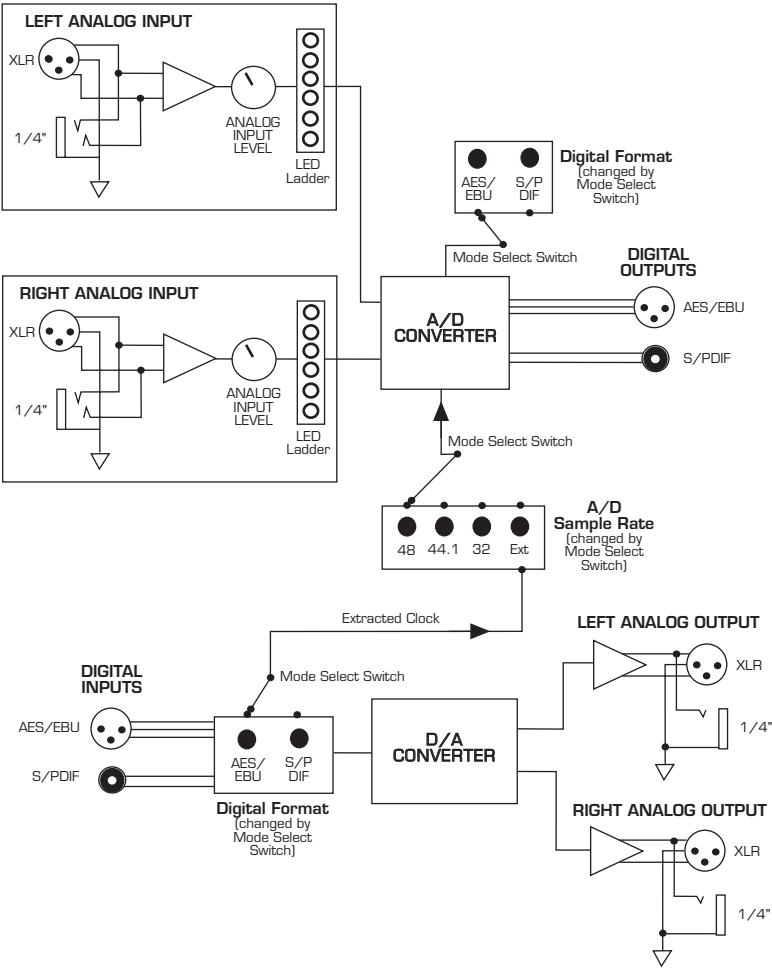 LEFT ANALOG INPUT
XLR
1/4"
ANALOG
INPUT
LEVEL
LED
Ladder
AES/
EBU
S/P
DIF
Digital Format
(changed by
Mode Select
Switch)
Mode Select Switch
RIGHT ANALOG INPUT
XLR
1/4"
ANALOG
INPUT
LEVEL
LED
Ladder
A/D
CONVERTER
DIGITAL
OUTPUTS
AES/EBU
S/PDIF
Mode Select Switch
48
44.1
32
Ext
A/D
Sample Rate
(changed by
Mode Select
Switch)
Extracted Clock
Mode Select Switch
DIGITAL
INPUTS
AES/EBU
S/PDIF
AES/
EBU
S/P
DIF
Digital Format
(changed by
Mode Select
Switch)
D/A
CONVERTER
LEFT ANALOG OUTPUT
XLR
1/4"
RIGHT ANALOG OUTPUT
XLR
1/4"